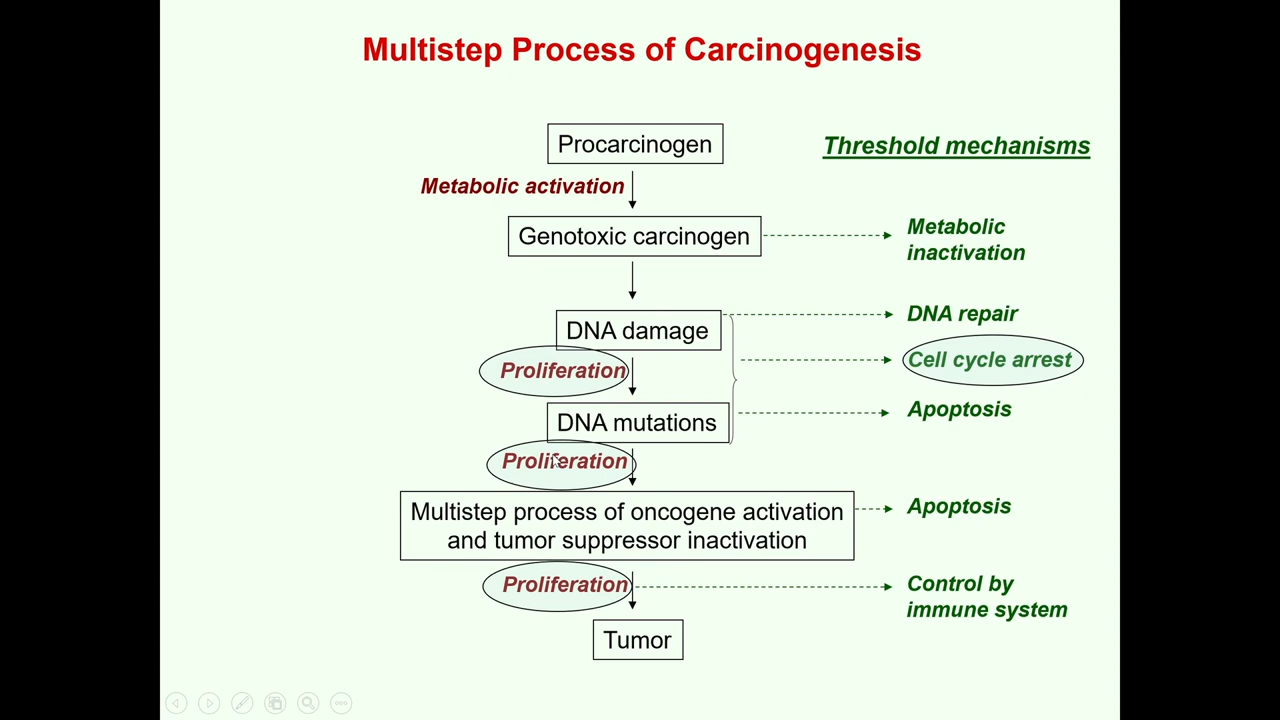 Multistep Process of Carcinogenesis
Procarcinogen
Threshold mechanisms
Metabolic activation
Genotoxic carcinogen
Metabolic
inactivation
DNA damage
DNA repair
Proliferation
Cell cycle arrest
DNA mutations
Apoptosis
Proliferation
Multistep process of oncogene activation
and tumor suppressor inactivation
Apoptosis
Proliferation
Control by
immune system
Tumor